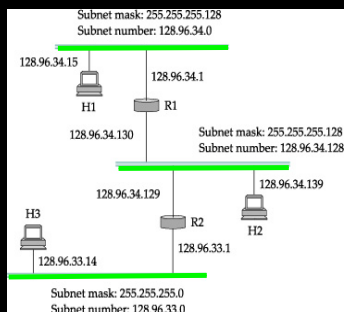 Subnet mask: 255.255.255.128
Subnet number: 128.96.34.0
128.96.34.15
128.96.34.1
H1
R1
128.96.34.130
Subnet mask: 255.255.255.128
Subnet number: 128.96.34.128
128.96.34.129
128.96.34.139
H3
R2
H2
128.96.33.14
128.96.33.1
Subnet mask: 255.255.255.0
Subnet number: 128.96.33.0